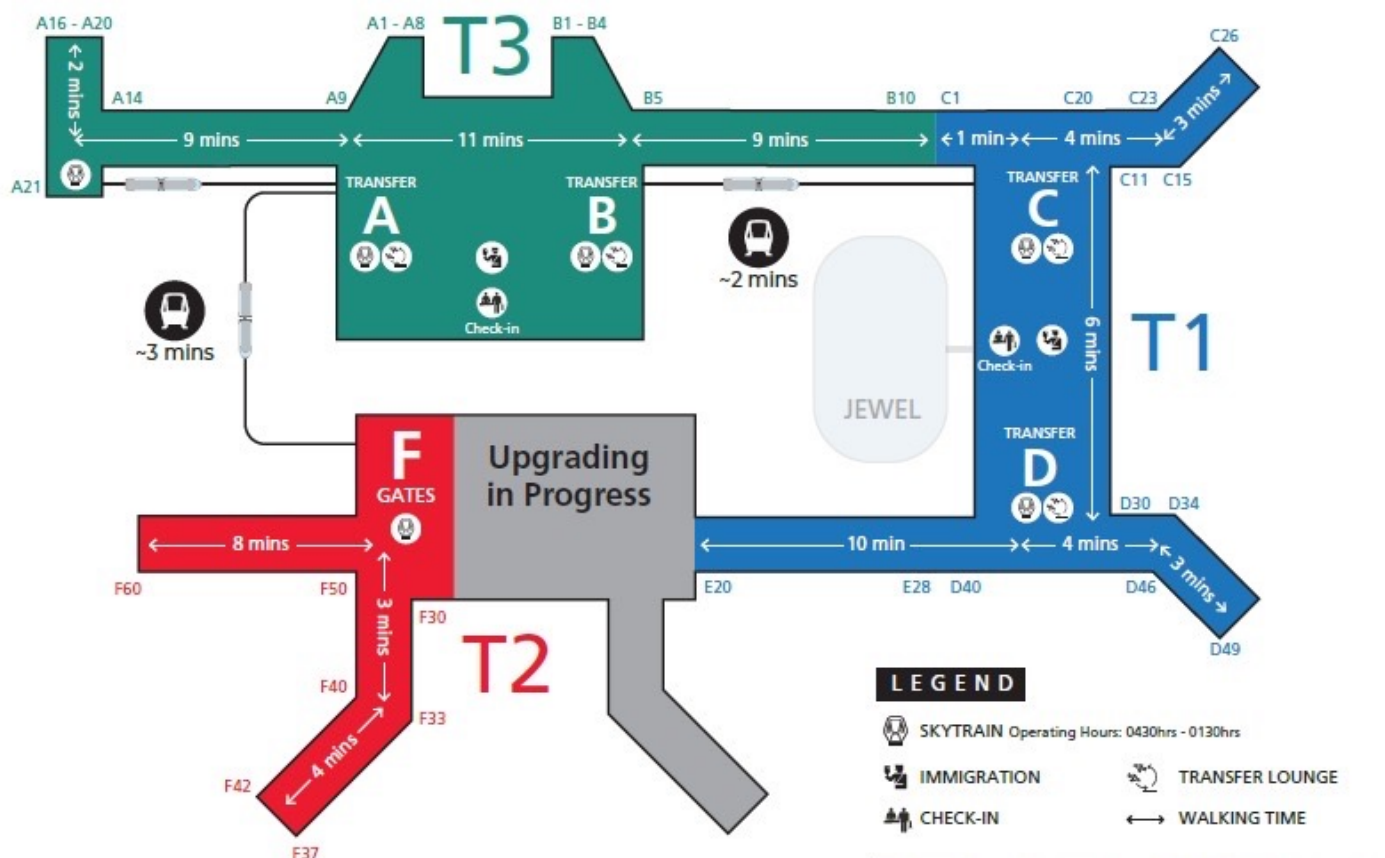 A16 - A20
A1 - A8
T3
B1 - B4
C26
2 mins
A14
A9
B5
B10
C1
C20
C23
3 mins
9 mins
11 mins
9 mins
1 min
4 mins
A21
TRANSFER
A
TRANSFER
B
TRANSFER
C
C11
C15
~2 mins
~3 mins
Check-in
6 mins
T1
Check-in
JEWEL
TRANSFER
D
F
GATES
Upgrading
in Progress
D30
D34
8 mins
10 min
4 mins
3 mins
F60
F50
3 mins
F30
E20
E28
D40
D46
D49
T2
F40
F33
4 mins
F42
F37
LEGEND
SKYTRAIN Operating Hours: 0430hrs - 0130hrs
IMMIGRATION
TRANSFER LOUNGE
CHECK-IN
WALKING TIME